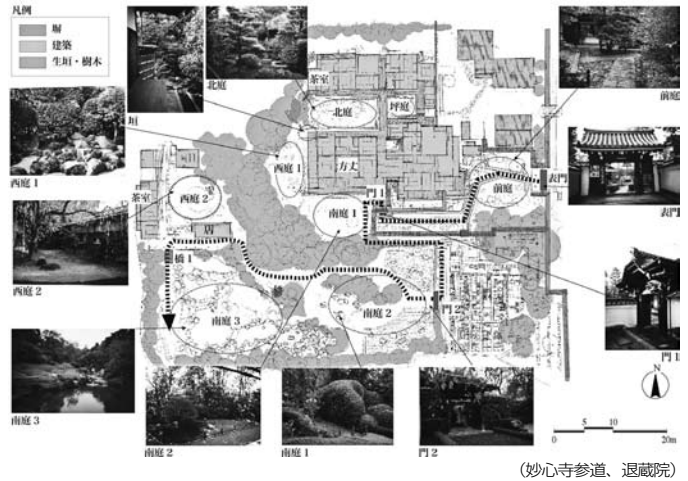 凡例
塀
建築
生垣・樹木
垣
北庭
前庭
西庭 1
表門
西庭 2
門 1
南庭 3
南庭 2
南庭 1
門 2
茶室
北庭
坪庭
方丈
西庭 1
前庭
表門
門 1
南庭 1
茶室
西庭 2
店
橋 1
南庭 3
南庭 2
門 2
N
0 5 10 20m
(妙心寺参道、退蔵院)